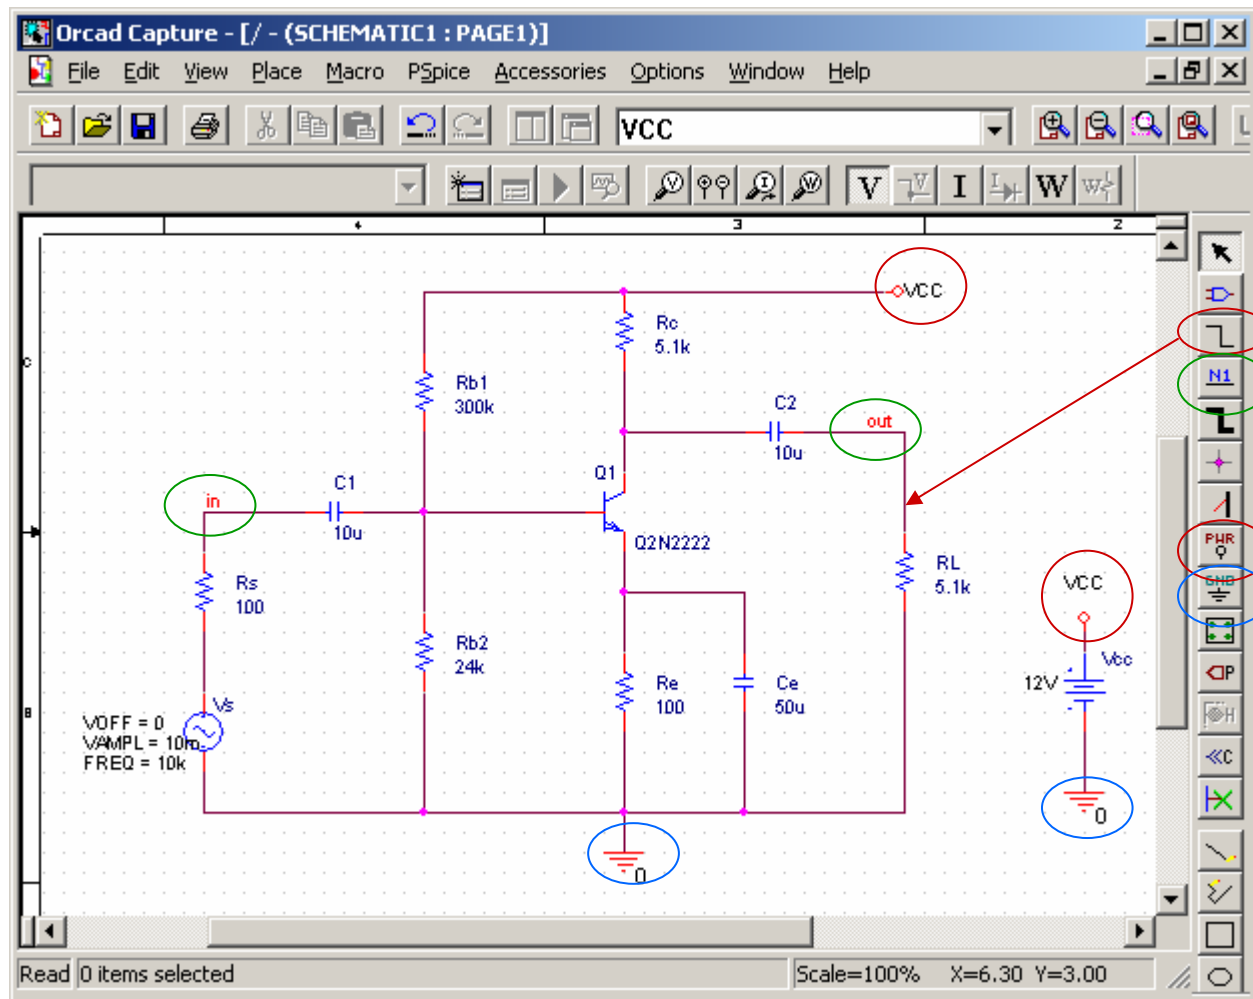 Orcad Capture - [/ - (SCHEMATIC1 : PAGE1)]
File Edit View Place Macro PSpice Accessories Options Window Help
VCC
V I W
4 3 2
VCC
Rc
5.1k
C
Rb1
300k
C2
10u
out
N1
in
C1
10u
Q1
Q2N2222
RL
5.1k
PWR
GND
VCC
Rs
100
Rb2
24k
Re
100
Ce
50u
12V
Vcc
P
H
C
B
Vs
VOFF = 0
VAMPL = 10m
FREQ = 10k
0
0
Read 0 items selected Scale=100% X=6.30 Y=3.00